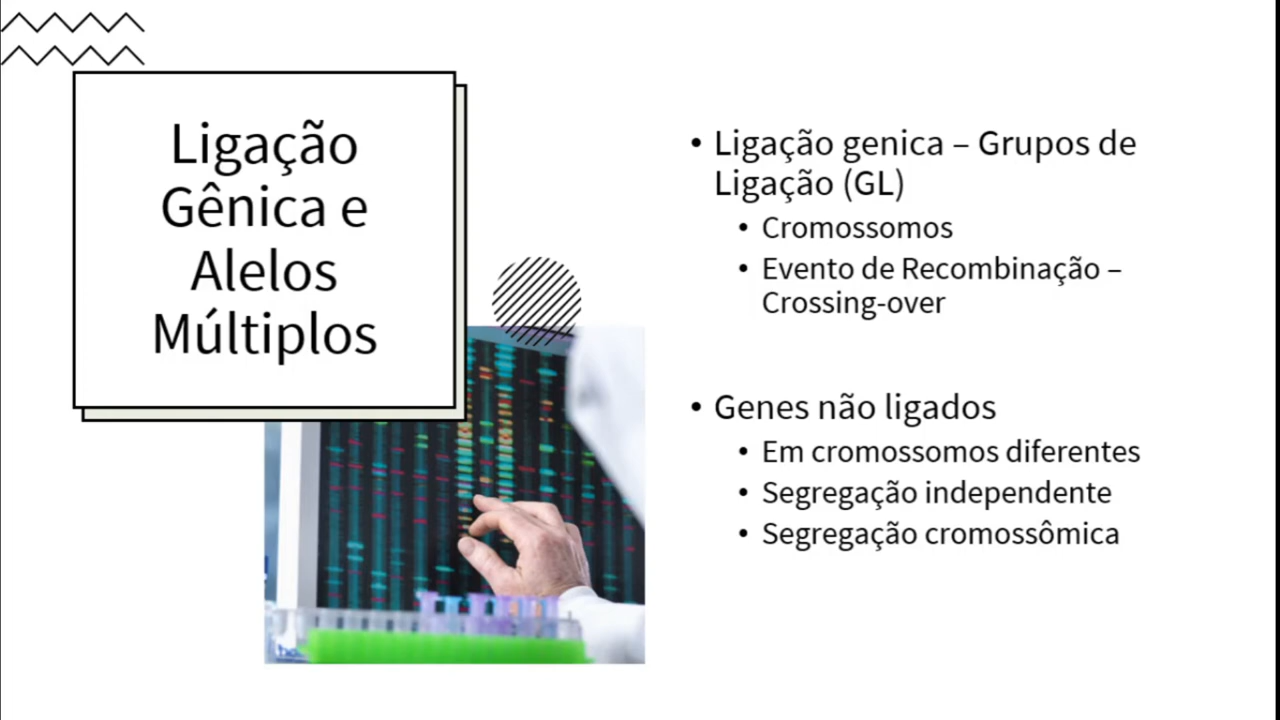 Ligação
Gênica e
Alelos
Múltiplos
• Ligação genica – Grupos de
Ligação (GL)
• Cromossomos
• Evento de Recombinação –
Crossing-over
• Genes não ligados
• Em cromossomos diferentes
• Segregação independente
• Segregação cromossômica